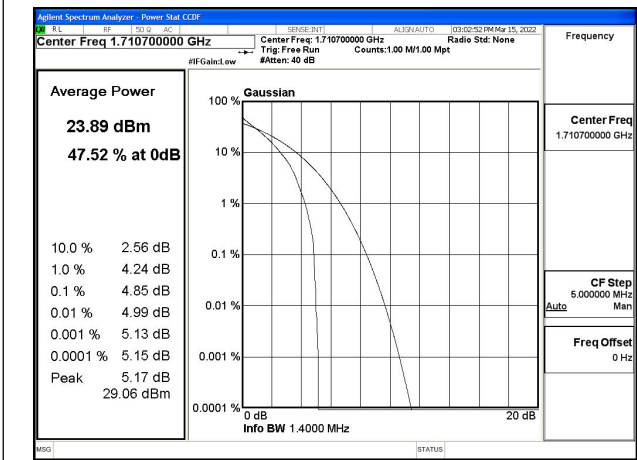 Agilent Spectrum Analyzer - Power Stat CCDF
RL RF 50 Ω AC SENSE:INT ALIGN AUTO 03:02:52 PM Mar 15, 2022
Center Freq 1.710700000 GHz
Center Freq: 1.710700000 GHz Radio Std: None
Trig: Free Run Counts:1.00 M/1.00 Mpt
#IFGain:Low #Atten: 40 dB
Frequency
Average Power
23.89 dBm
47.52 % at 0dB
10.0 % 2.56 dB
1.0 % 4.24 dB
0.1 % 4.85 dB
0.01 % 4.99 dB
0.001 % 5.13 dB
0.0001 % 5.15 dB
Peak 5.17 dB
29.06 dBm
Gaussian
100 %
10 %
1 %
0.1 %
0.01 %
0.001 %
0.0001 %
0 dB 20 dB
Info BW 1.4000 MHz
Center Freq
1.710700000 GHz
CF Step
5.000000 MHz
Auto Man
Freq Offset
0 Hz
MSG STATUS